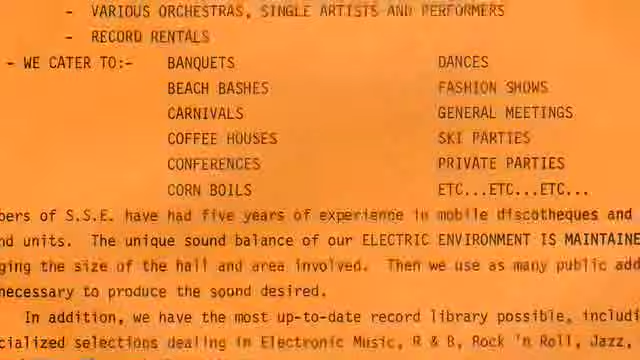 - VARIOUS ORCHESTRAS, SINGLE ARTISTS AND PERFORMERS
- RECORD RENTALS
- WE CATER TO:- BANQUETS DANCES
BEACH BASHES FASHION SHOWS
CARNIVALS GENERAL MEETINGS
COFFEE HOUSES SKI PARTIES
CONFERENCES PRIVATE PARTIES
CORN BOILS ETC...ETC...ETC...
bers of S.S.E. have had five years of experience in mobile discotheques and
nd units. The unique sound balance of our ELECTRIC ENVIRONMENT IS MAINTAINE
ging the size of the hall and area involved. Then we use as many public add
necessary to produce the sound desired.
In addition, we have the most up-to-date record library possible, includi
cialized selections dealing in Electronic Music, R & B, Rock 'n Roll, Jazz,